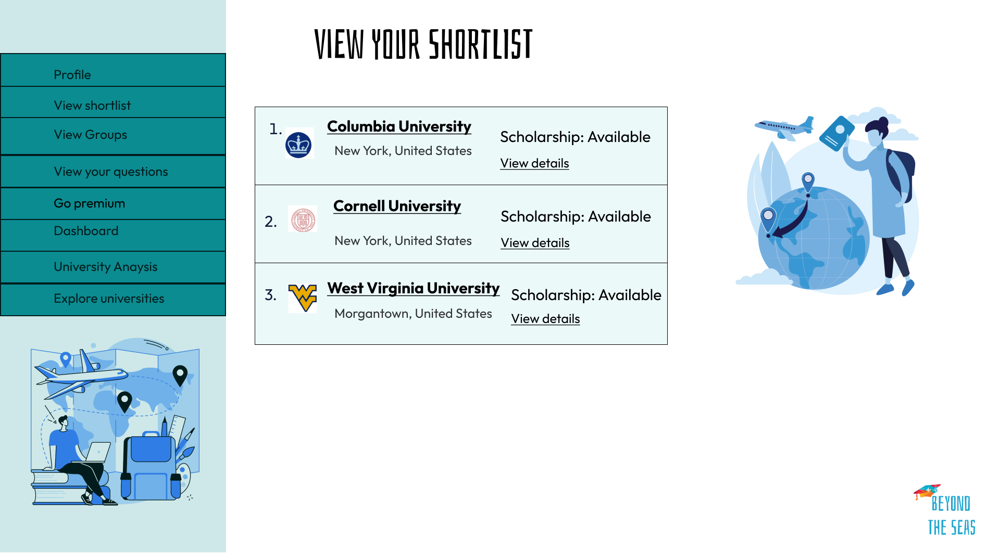 VIEW YOUR SHORTLIST
Profile
View shortlist
View Groups
View your questions
Go premium
Dashboard
University Anaysis
Explore universities
1.
Columbia University
New York, United States
Scholarship: Available
View details
2.
Cornell University
New York, United States
Scholarship: Available
View details
3.
West Virginia University
Morgantown, United States
Scholarship: Available
View details
BEYOND
THE SEAS